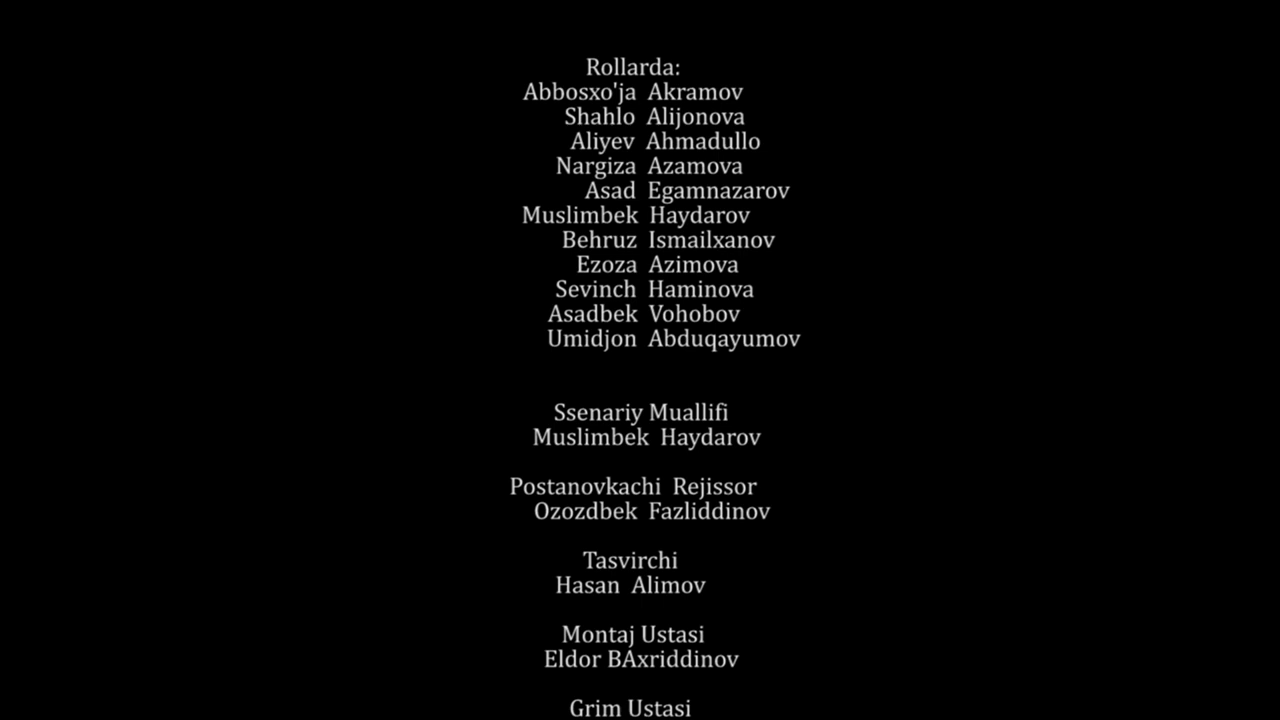 Rollarda:
Abbosxo'ja Akramov
Shahlo Alijonova
Aliyev Ahmadullo
Nargiza Azamova
Asad Egamnazarov
Muslimbek Haydarov
Behruz Ismailxanov
Ezoza Azimova
Sevinch Haminova
Asadbek Vohobov
Umidjon Abduqayumov
Ssenariy Muallifi
Muslimbek Haydarov
Postanovkachi Rejissor
Ozozdbek Fazliddinov
Tasvirchi
Hasan Alimov
Montaj Ustasi
Eldor BAxriddinov
Grim Ustasi